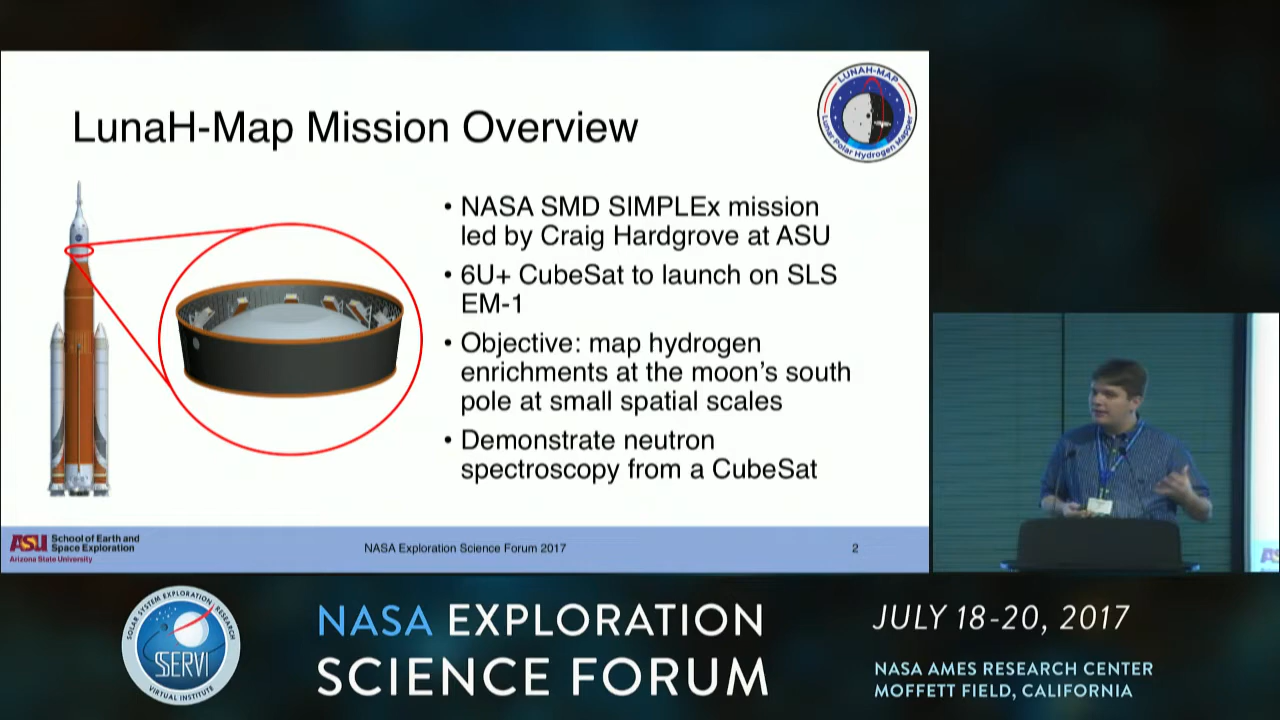 LunaH-Map Mission Overview
LUNAH-MAP
Lunar Polar Hydrogen Mapper
• NASA SMD SIMPLEx mission
led by Craig Hardgrove at ASU
• 6U+ CubeSat to launch on SLS
EM-1
• Objective: map hydrogen
enrichments at the moon's south
pole at small spatial scales
• Demonstrate neutron
spectroscopy from a CubeSat
ASU School of Earth and
Space Exploration
Arizona State University
NASA Exploration Science Forum 2017
2
SOLAR SYSTEM EXPLORATION RESEARCH
SSERVI
VIRTUAL INSTITUTE
NASA EXPLORATION
SCIENCE FORUM
JULY 18-20, 2017
NASA AMES RESEARCH CENTER
MOFFETT FIELD, CALIFORNIA